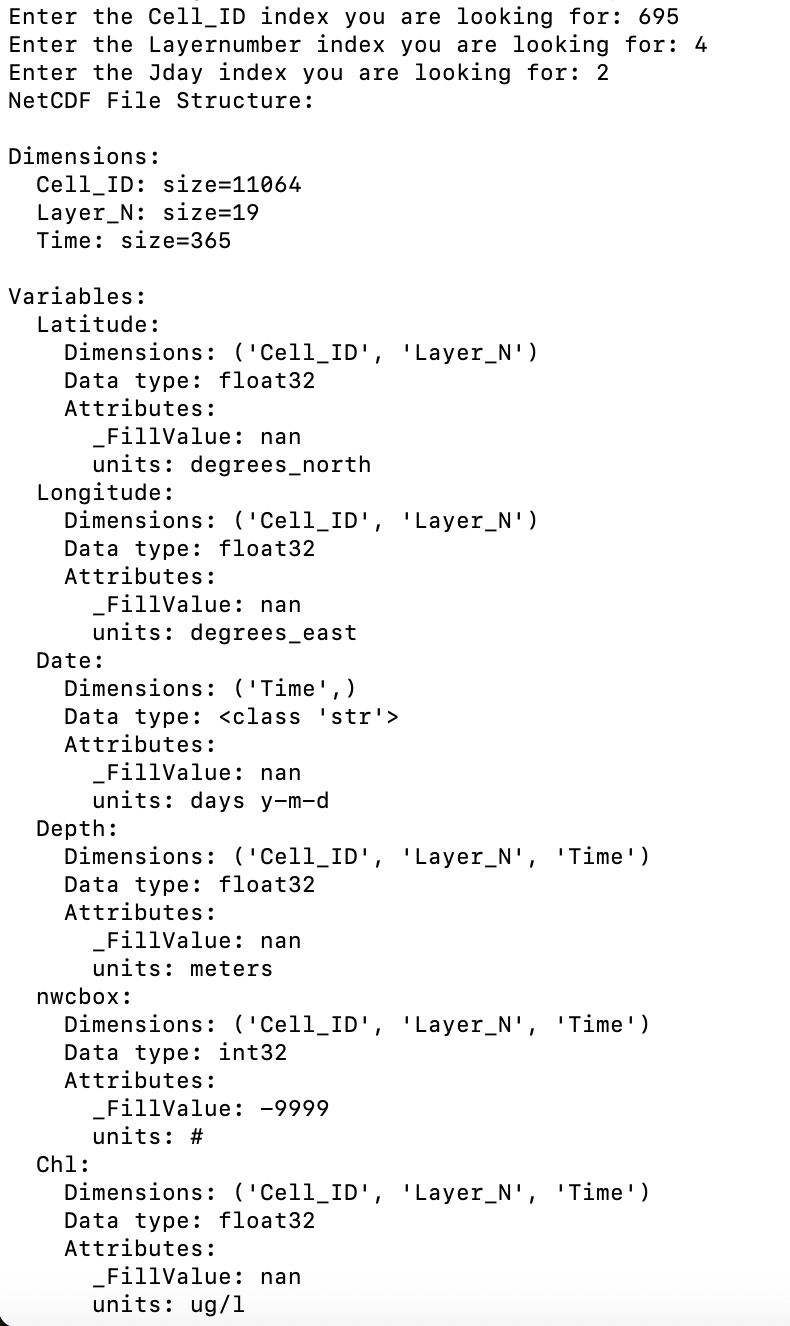 Enter the Cell_ID index you are looking for: 695
Enter the Layernumber index you are looking for: 4
Enter the Jday index you are looking for: 2
NetCDF File Structure:
Dimensions:
Cell_ID: size=11064
Layer_N: size=19
Time: size=365
Variables:
Latitude:
Dimensions: ('Cell_ID', 'Layer_N')
Data type: float32
Attributes:
_FillValue: nan
units: degrees_north
Longitude:
Dimensions: ('Cell_ID', 'Layer_N')
Data type: float32
Attributes:
_FillValue: nan
units: degrees_east
Date:
Dimensions: ('Time',)
Data type: <class 'str'>
Attributes:
_FillValue: nan
units: days y-m-d
Depth:
Dimensions: ('Cell_ID', 'Layer_N', 'Time')
Data type: float32
Attributes:
_FillValue: nan
units: meters
nwcbox:
Dimensions: ('Cell_ID', 'Layer_N', 'Time')
Data type: int32
Attributes:
_FillValue: -9999
units: #
Chl:
Dimensions: ('Cell_ID', 'Layer_N', 'Time')
Data type: float32
Attributes:
_FillValue: nan
units: ug/l